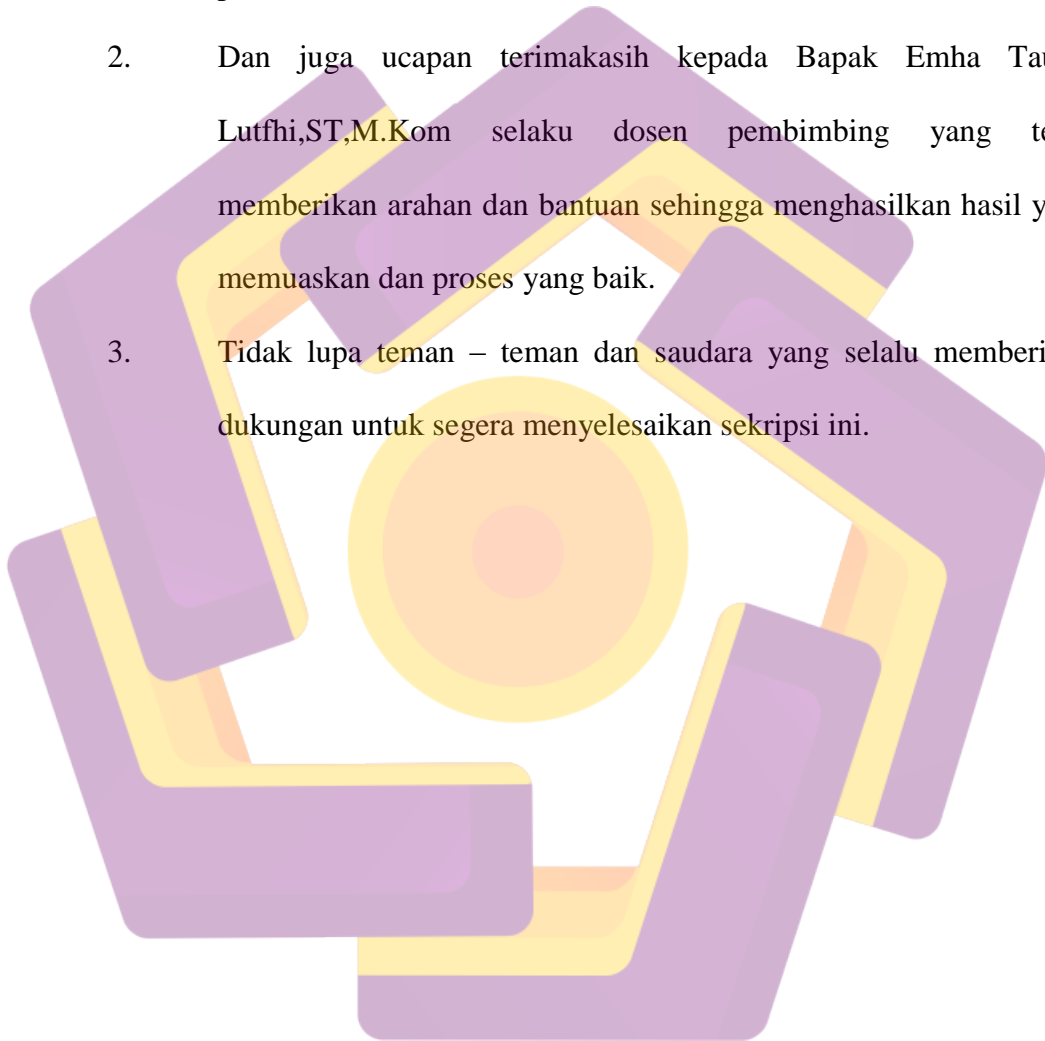 2. Dan juga ucapan terimakasih kepada Bapak Emha
Lutfhi,ST,M.Kom selaku dosen pembimbing yang
memberikan arahan dan bantuan sehingga menghasilkan hasil
memuaskan dan proses yang baik.
3. Tidak lupa teman – teman dan saudara yang selalu
dukungan untuk segera menyelesaikan sekripsi ini.